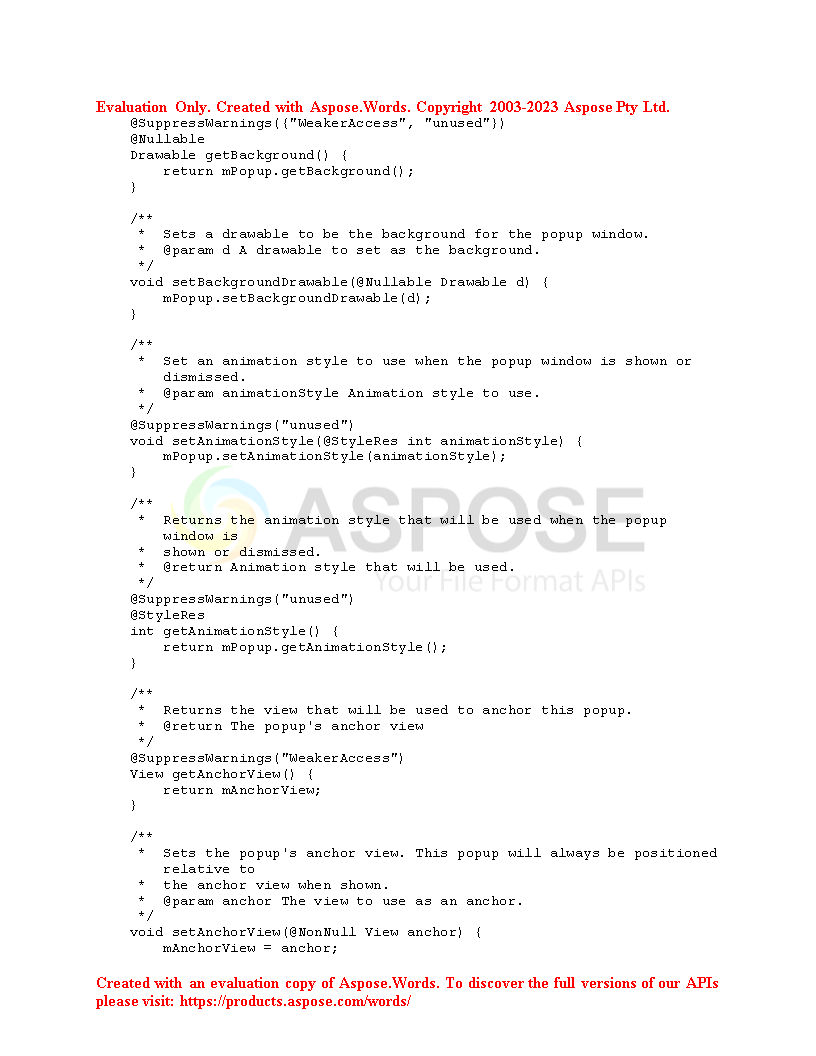 Evaluation Only. Created with Aspose.Words. Copyright 2003-2023 Aspose Pty Ltd.
@SuppressWarnings({"WeakerAccess", "unused"})
@Nullable
Drawable getBackground() {
return mPopup.getBackground();
}
/**
* Sets a drawable to be the background for the popup window.
* @param d A drawable to set as the background.
*/
void setBackgroundDrawable(@Nullable Drawable d) {
mPopup.setBackgroundDrawable(d);
}
/**
* Set an animation style to use when the popup window is shown or
dismissed.
* @param animationStyle Animation style to use.
*/
@SuppressWarnings("unused")
void setAnimationStyle(@StyleRes int animationStyle) {
mPopup.setAnimationStyle(animationStyle);
}
/**
* Returns the animation style that will be used when the popup
window is
* shown or dismissed.
* @return Animation style that will be used.
*/
ASPOSE
Your File Format APIs
@SuppressWarnings("unused")
@StyleRes
int getAnimationStyle() {
return mPopup.getAnimationStyle();
}
/**
* Returns the view that will be used to anchor this popup.
* @return The popup's anchor view
*/
@SuppressWarnings("WeakerAccess")
View getAnchorView() {
return mAnchorView;
}
/**
* Sets the popup's anchor view. This popup will always be positioned
relative to
* the anchor view when shown.
* @param anchor The view to use as an anchor.
*/
void setAnchorView(@NonNull View anchor) {
mAnchorView = anchor;
Created with an evaluation copy of Aspose.Words. To discover the full versions of our APIs
please visit: https://products.aspose.com/words/